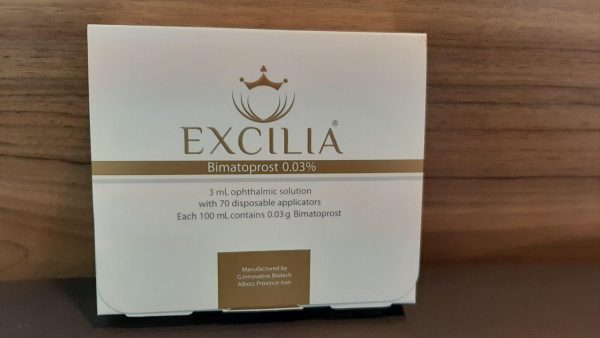 EXCILIA®
Bimatoprost 0.03%
3 mL ophthalmic solution
with 70 disposable applicators
Each 100 mL contains 0.03 g Bimatoprost
Manufactured by
G.Innovative Biotech
Alborz Province-Iran